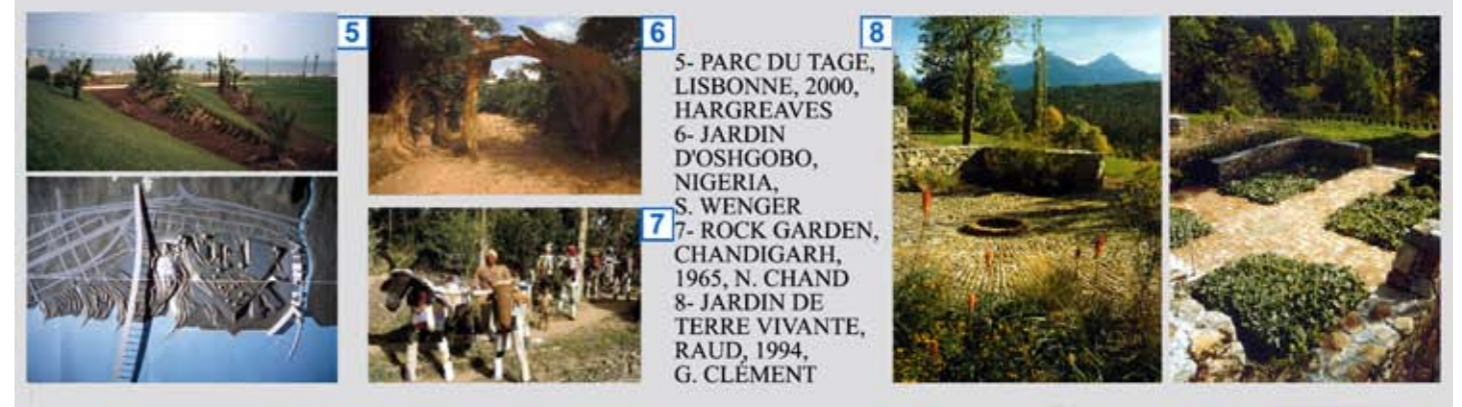 5
6
7
8
5- PARC DU TAGE,
LISBONNE, 2000,
HARGREAVES
6- JARDIN
D'OSHGOBO,
NIGERIA,
S. WENGER
7- ROCK GARDEN,
CHANDIGARH,
1965, N. CHAND
8- JARDIN DE
TERRE VIVANTE,
RAUD, 1994,
G. CLÉMENT